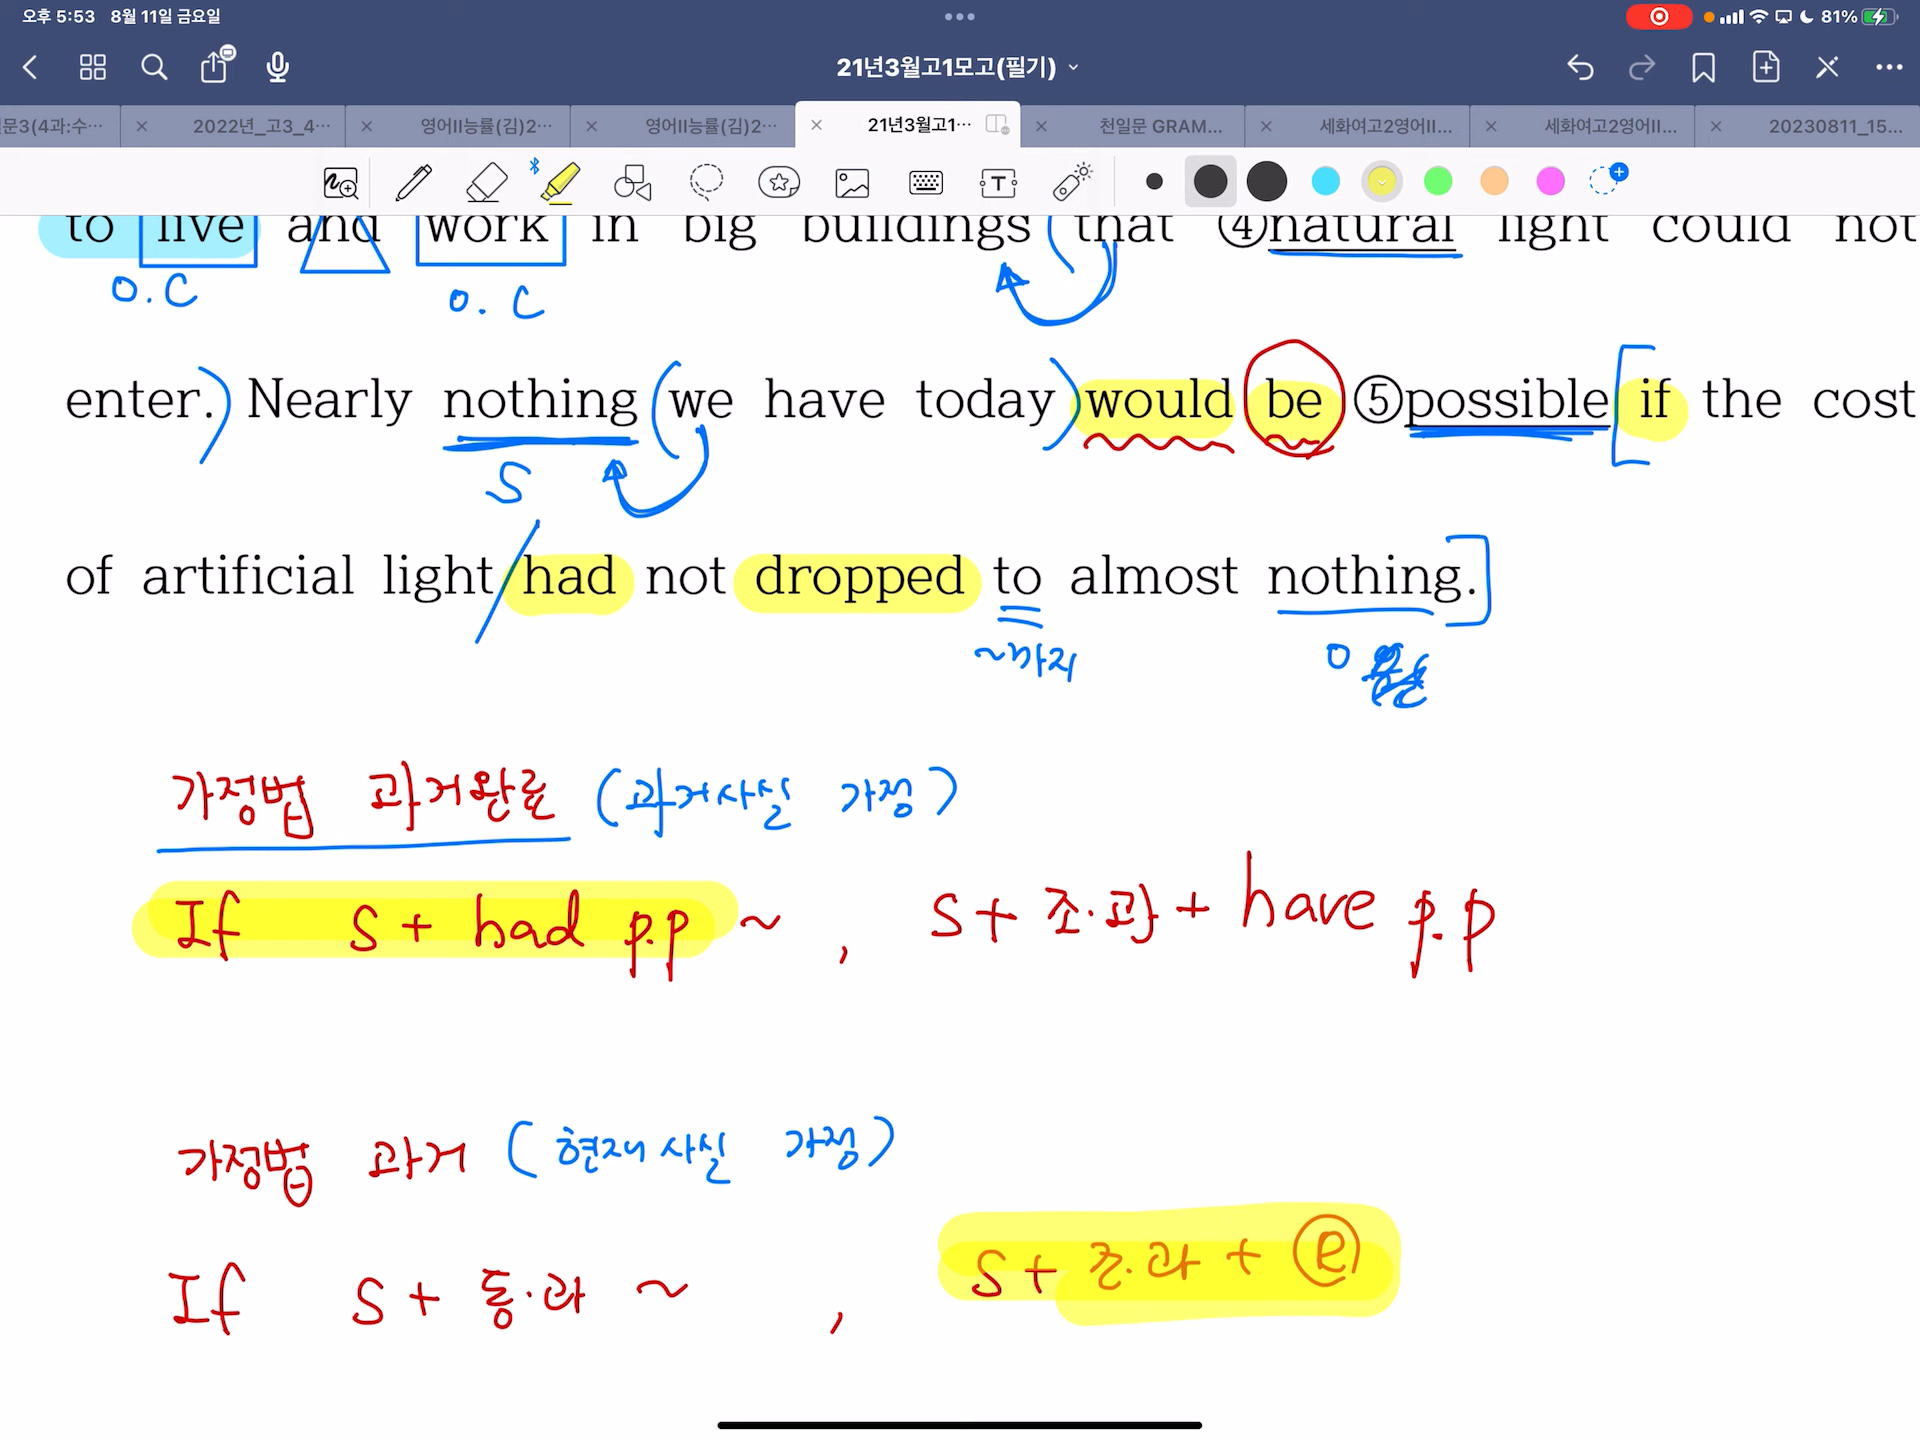 오후 5:53 8월 11일 금요일
81%
21년3월고1모고(필기)
문3(4과:수··· 2022년_고3_4··· 영어II능률(김)2··· 영어II능률(김)2··· 21년3월고1··· 천일문 GRAM... 세화여고2영어II... 세화여고2영어II... 20230811_15...
to live and work in big buildings that ④natural light could not
O.C O.C
enter. Nearly nothing we have today would be ⑤possible if the cost
S
of artificial light had not dropped to almost nothing.
~까지 0
가정법 과거완료 (과거사실 가정)
If S + had p.p ~ , S + 조·과 + have p.p
가정법 과거 (현재사실 가정)
If S + 동·과 ~ , S + 조·과 + ⓡ